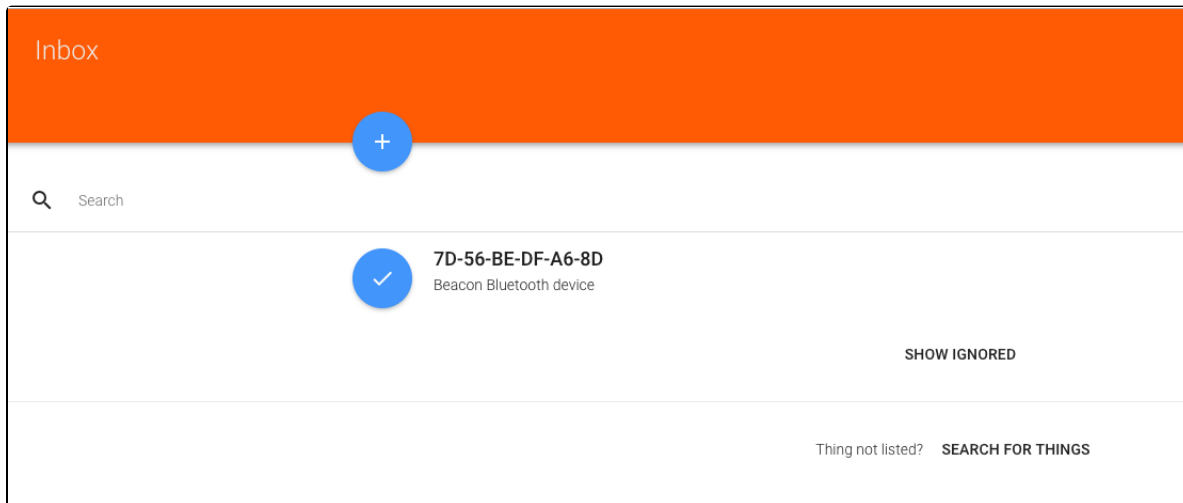 Inbox
Search
7D-56-BE-DF-A6-8D
Beacon Bluetooth device
SHOW IGNORED
Thing not listed? SEARCH FOR THINGS